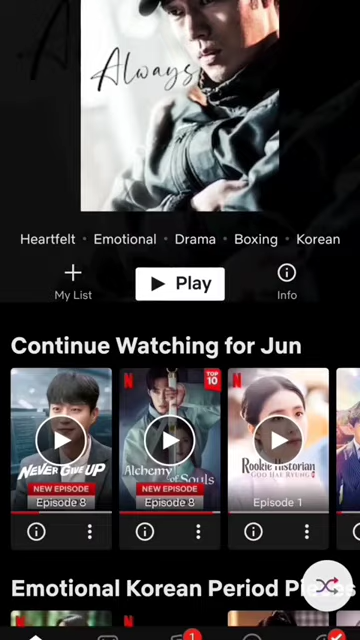 Always
Heartfelt • Emotional • Drama • Boxing • Korean
My List
Play
Info
Continue Watching for Jun
NEVER GIVE UP
NEW EPISODE
Episode 8
N
TOP
10
Alchemy of Souls
NEW EPISODE
Episode 8
N
Rookie Historian
GOO HAE RYUNG
Episode 1
N
Emotional Korean Period Pieces
N
1